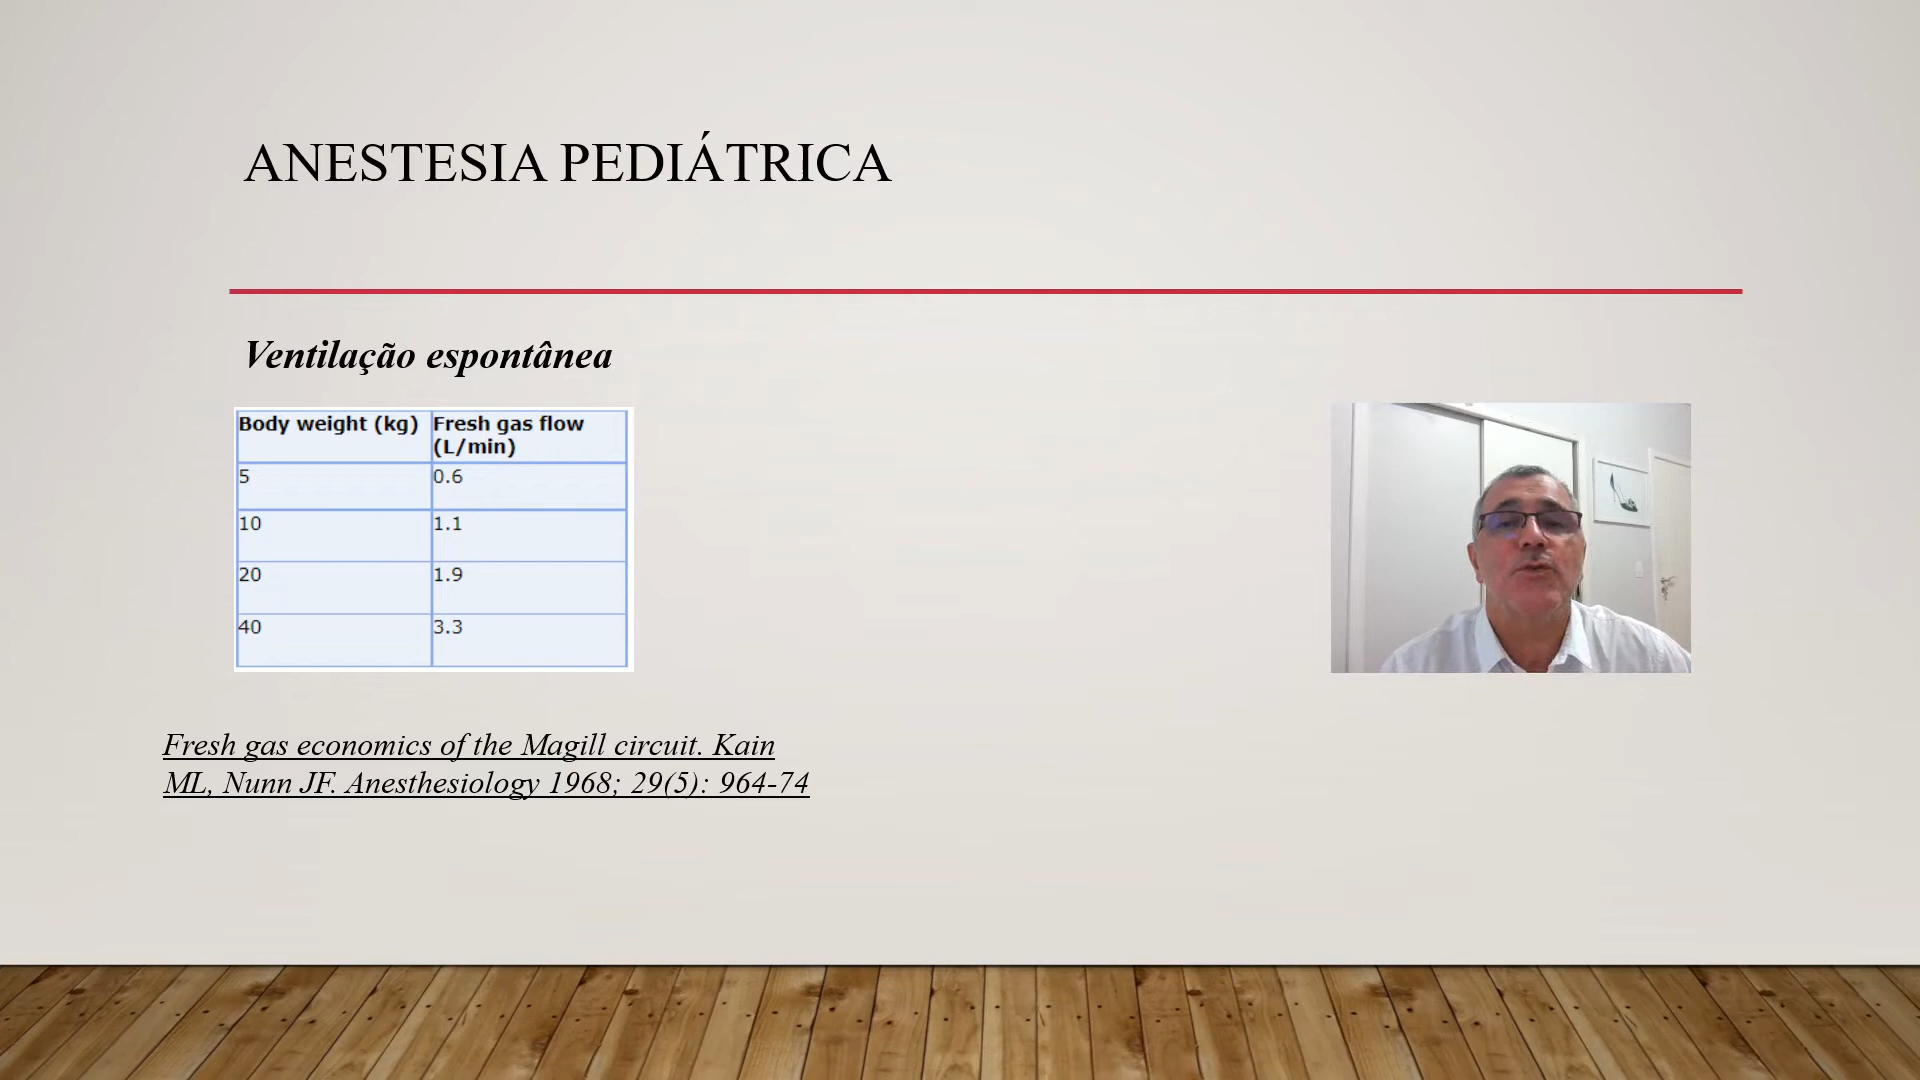 ANESTESIA PEDIÁTRICA
Ventilação espontânea
Body weight (kg) Fresh gas flow (L/min)
5 0.6
10 1.1
20 1.9
40 3.3
Fresh gas economics of the Magill circuit. Kain
ML, Nunn JF. Anesthesiology 1968; 29(5): 964-74